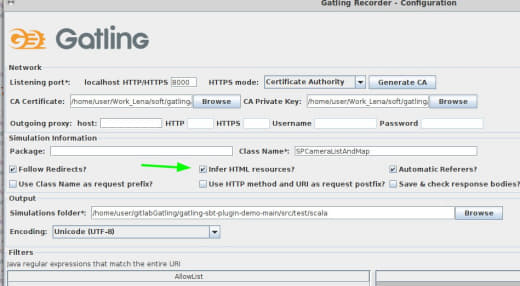 Gatling Recorder - Configuration
Gatling
Network
Listening port*: localhost HTTP/HTTPS 8000 HTTPS mode: Certificate Authority Generate CA
CA Certificate: /home/user/Work_Lena/soft/gatling, Browse CA Private Key: /home/user/Work_Lena/soft/gatling, Browse
Outgoing proxy: host: HTTP HTTPS Username Password
Simulation Information
Package: Class Name*: SPCameraListAndMap
Follow Redirects? Infer HTML resources? Automatic Referers?
Use Class Name as request prefix? Use HTTP method and URI as request postfix? Save & check response bodies?
Output
Simulations folder*: /home/user/gitlabGatling/gatling-sbt-plugin-demo-main/src/test/scala Browse
Encoding: Unicode (UTF-8)
Filters
Java regular expressions that match the entire URI
AllowList